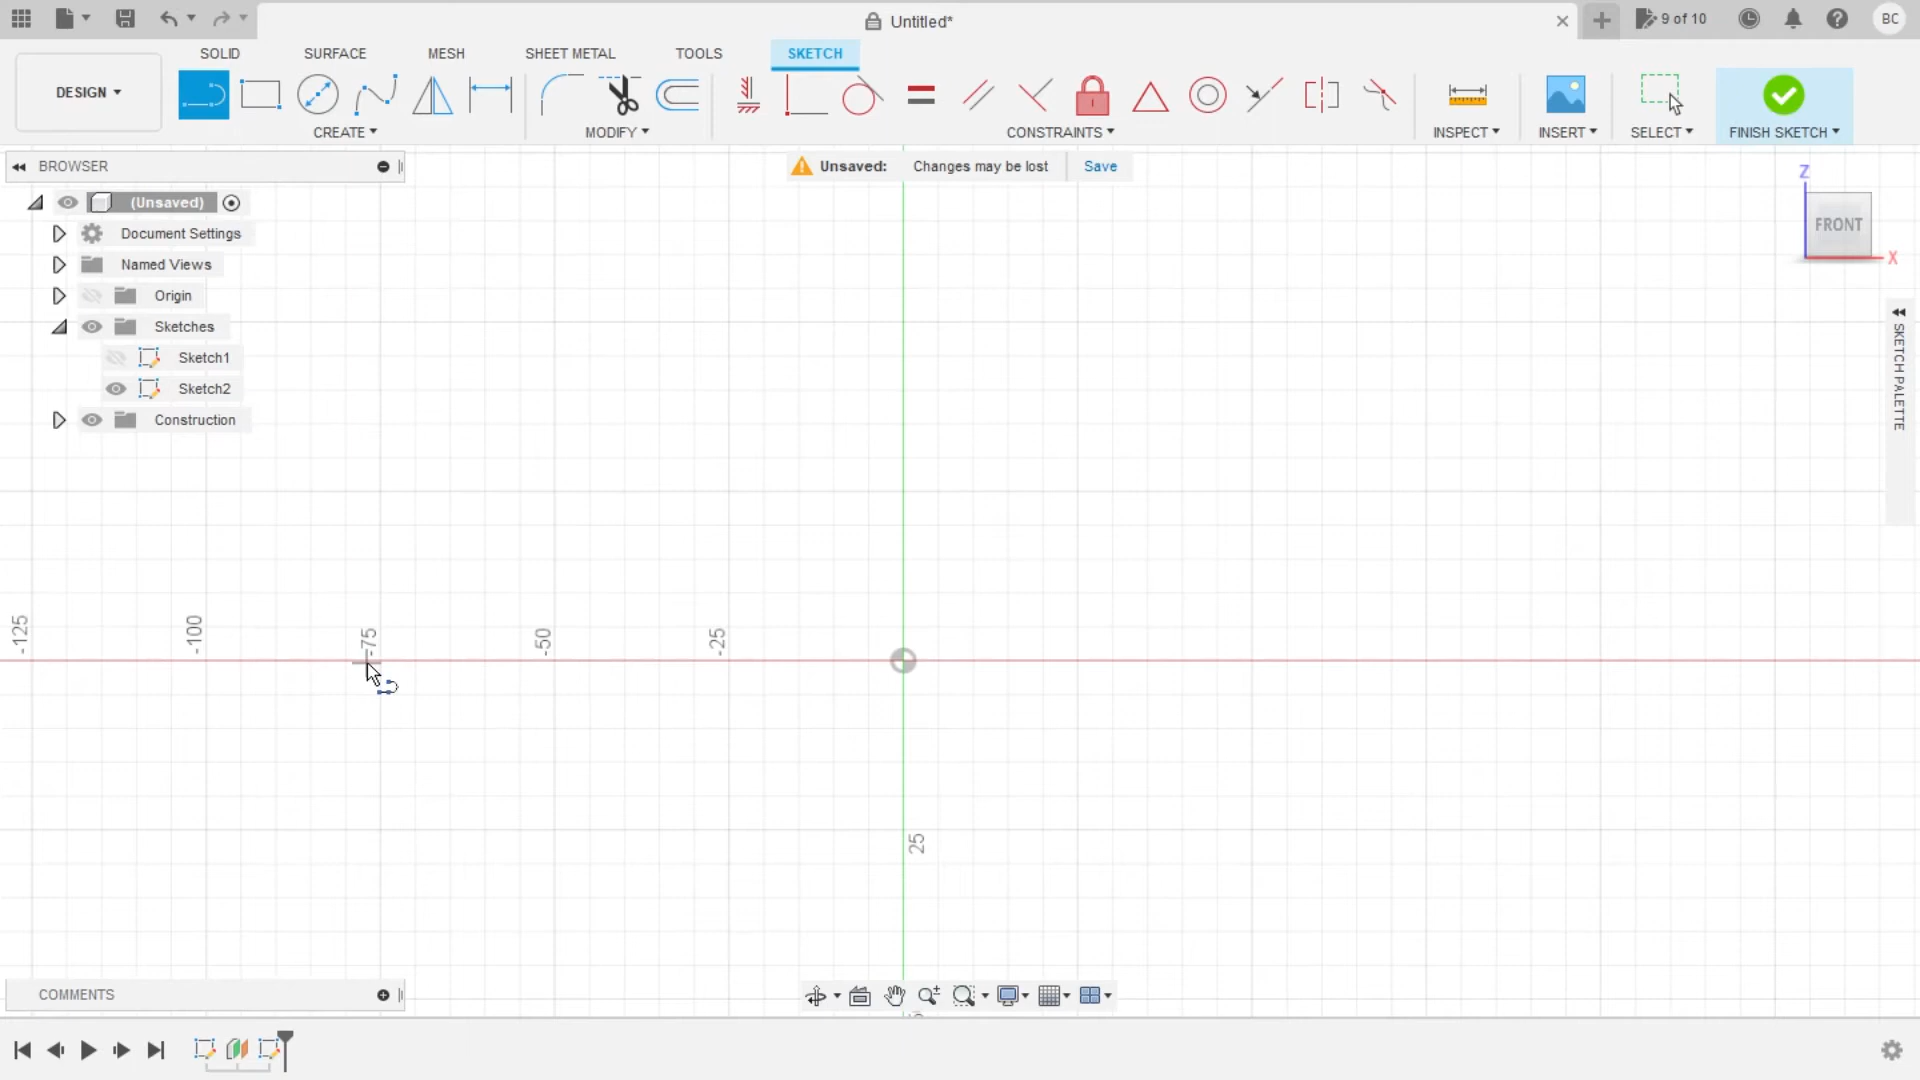 Untitled*
9 of 10
BC
SOLID
SURFACE
MESH
SHEET METAL
TOOLS
SKETCH
DESIGN
CREATE
MODIFY
CONSTRAINTS
INSPECT
INSERT
SELECT
FINISH SKETCH
BROWSER
Unsaved: Changes may be lost Save
(Unsaved)
Document Settings
Named Views
Origin
Sketches
Sketch1
Sketch2
Construction
Z
FRONT
X
SKETCH PALETTE
-125
-100
-75
-50
-25
25
COMMENTS